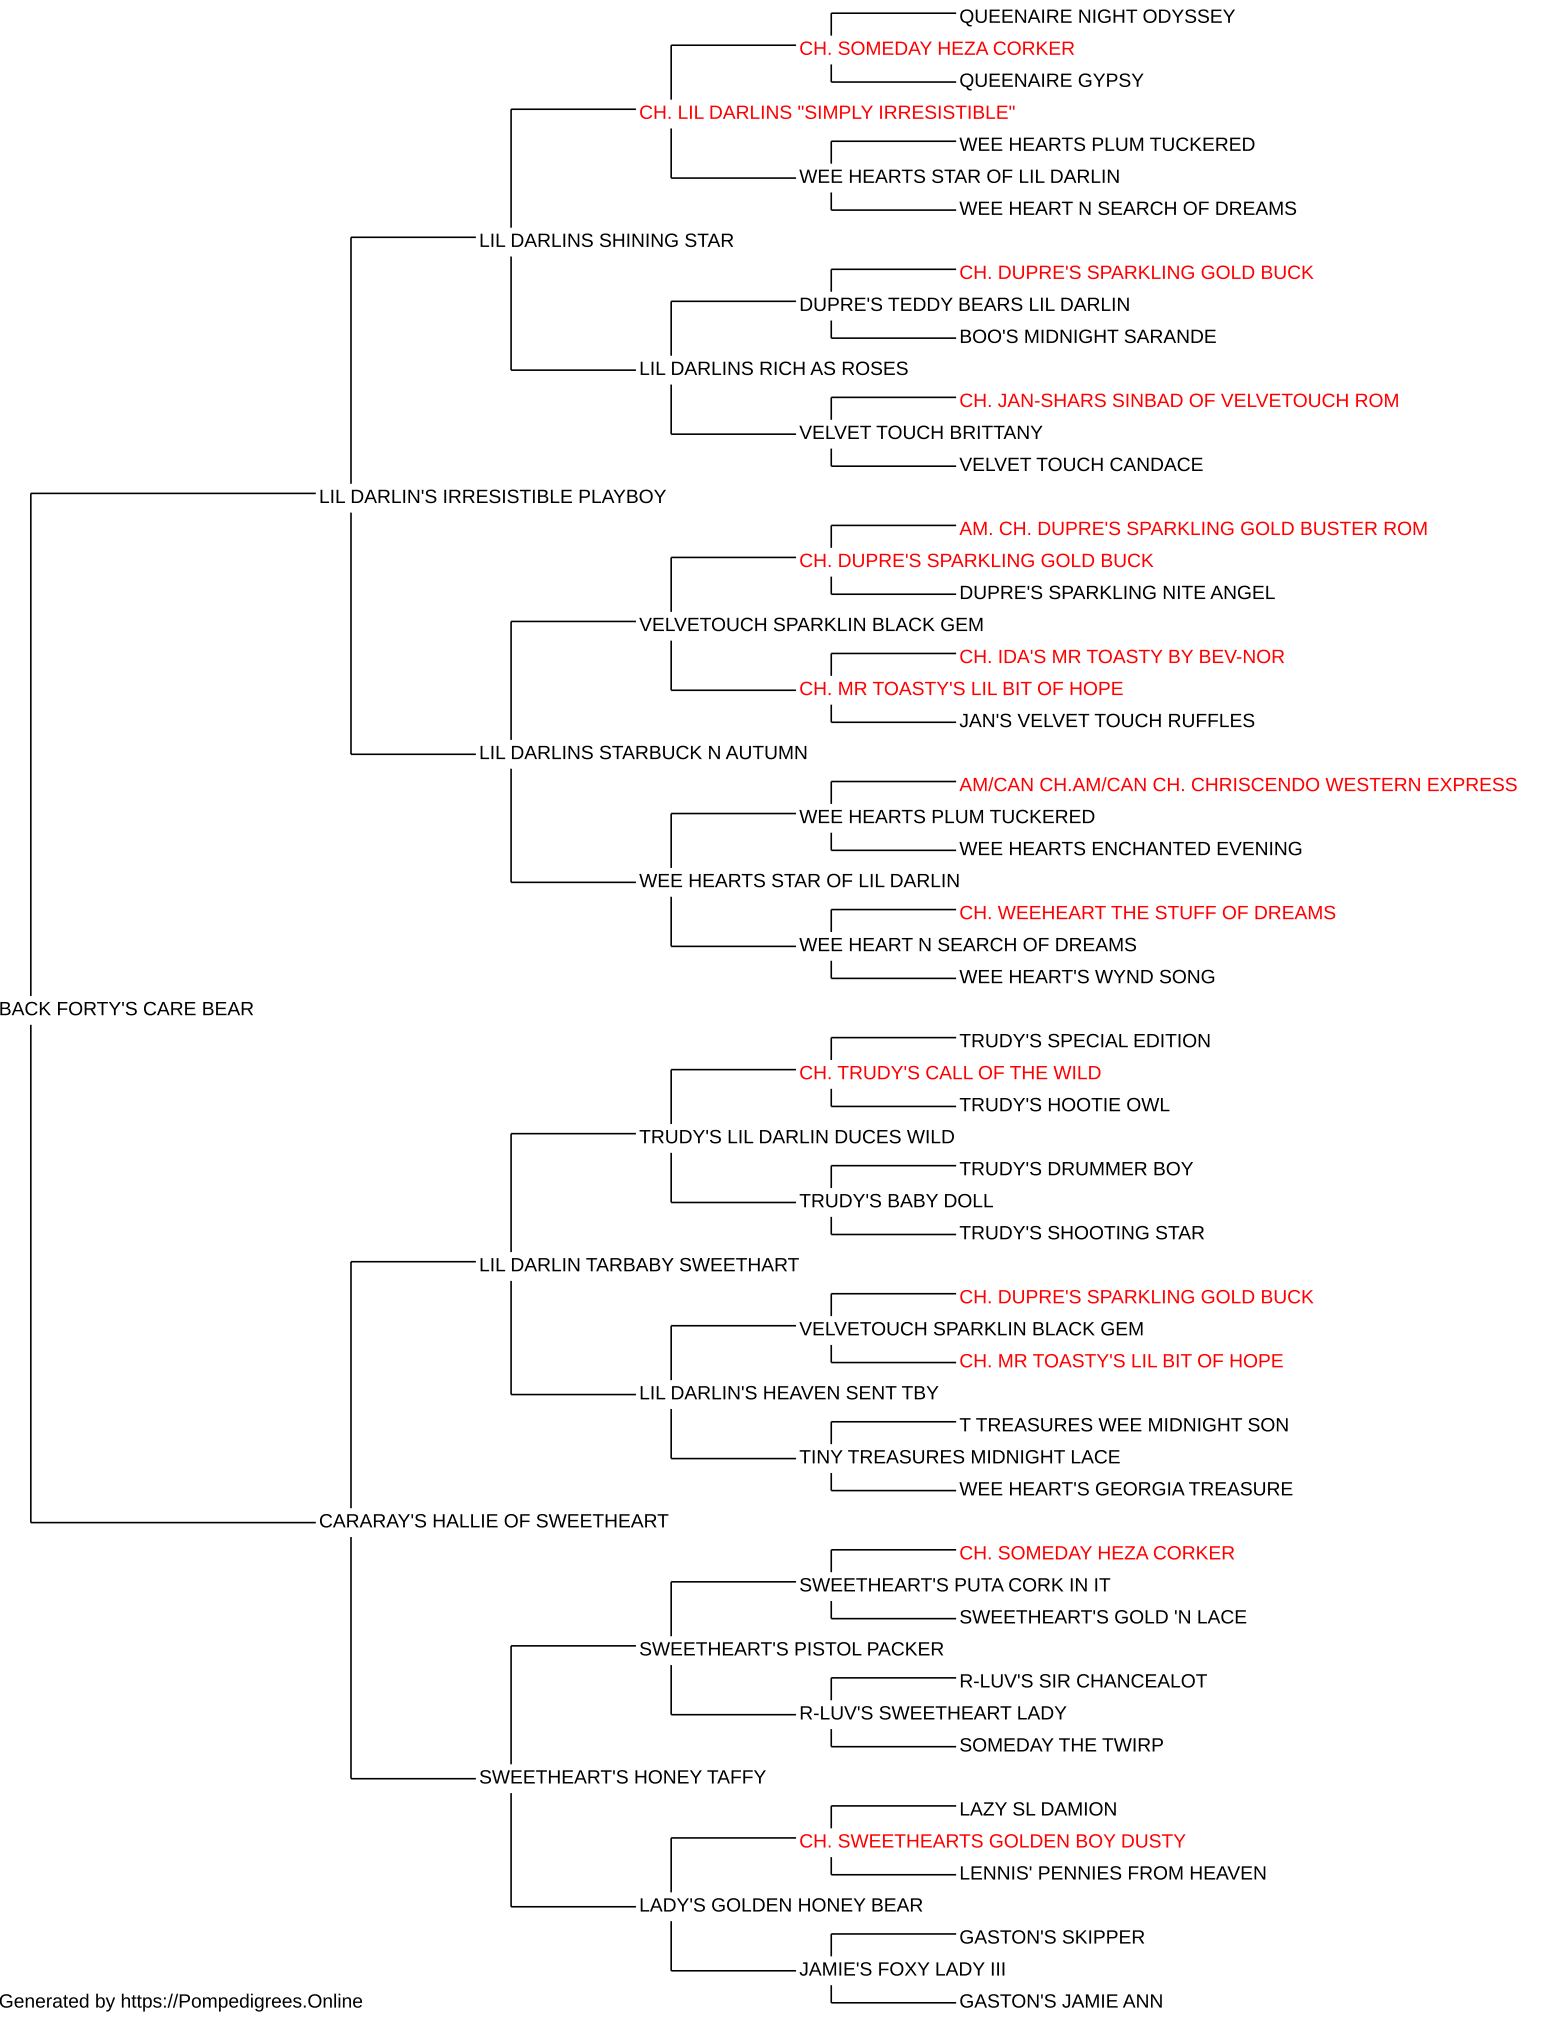 QUEENAIRE NIGHT ODYSSEY
CH. SOMEDAY HEZA CORKER
QUEENAIRE GYPSY
CH. LIL DARLINS "SIMPLY IRRESISTIBLE"
WEE HEARTS PLUM TUCKERED
WEE HEARTS STAR OF LIL DARLIN
WEE HEART N SEARCH OF DREAMS
LIL DARLINS SHINING STAR
CH. DUPRE'S SPARKLING GOLD BUCK
DUPRE'S TEDDY BEARS LIL DARLIN
BOO'S MIDNIGHT SARANDE
LIL DARLINS RICH AS ROSES
CH. JAN-SHARS SINBAD OF VELVETOUCH ROM
VELVET TOUCH BRITTANY
VELVET TOUCH CANDACE
LIL DARLIN'S IRRESISTIBLE PLAYBOY
AM. CH. DUPRE'S SPARKLING GOLD BUSTER ROM
CH. DUPRE'S SPARKLING GOLD BUCK
DUPRE'S SPARKLING NITE ANGEL
VELVETOUCH SPARKLIN BLACK GEM
CH. IDA'S MR TOASTY BY BEV-NOR
CH. MR TOASTY'S LIL BIT OF HOPE
JAN'S VELVET TOUCH RUFFLES
LIL DARLINS STARBUCK N AUTUMN
AM/CAN CH.AM/CAN CH. CHRISCENDO WESTERN EXPRESS
WEE HEARTS PLUM TUCKERED
WEE HEARTS ENCHANTED EVENING
WEE HEARTS STAR OF LIL DARLIN
CH. WEEHEART THE STUFF OF DREAMS
WEE HEART N SEARCH OF DREAMS
WEE HEART'S WYND SONG
BACK FORTY'S CARE BEAR
TRUDY'S SPECIAL EDITION
CH. TRUDY'S CALL OF THE WILD
TRUDY'S HOOTIE OWL
TRUDY'S LIL DARLIN DUCES WILD
TRUDY'S DRUMMER BOY
TRUDY'S BABY DOLL
TRUDY'S SHOOTING STAR
LIL DARLIN TARBABY SWEETHART
CH. DUPRE'S SPARKLING GOLD BUCK
VELVETOUCH SPARKLIN BLACK GEM
CH. MR TOASTY'S LIL BIT OF HOPE
LIL DARLIN'S HEAVEN SENT TBY
T TREASURES WEE MIDNIGHT SON
TINY TREASURES MIDNIGHT LACE
WEE HEART'S GEORGIA TREASURE
CARARAY'S HALLIE OF SWEETHEART
CH. SOMEDAY HEZA CORKER
SWEETHEART'S PUTA CORK IN IT
SWEETHEART'S GOLD 'N LACE
SWEETHEART'S PISTOL PACKER
R-LUV'S SIR CHANCEALOT
R-LUV'S SWEETHEART LADY
SOMEDAY THE TWIRP
SWEETHEART'S HONEY TAFFY
LAZY SL DAMION
CH. SWEETHEARTS GOLDEN BOY DUSTY
LENNIS' PENNIES FROM HEAVEN
LADY'S GOLDEN HONEY BEAR
GASTON'S SKIPPER
JAMIE'S FOXY LADY III
GASTON'S JAMIE ANN
Generated by https://Pompedigrees.Online